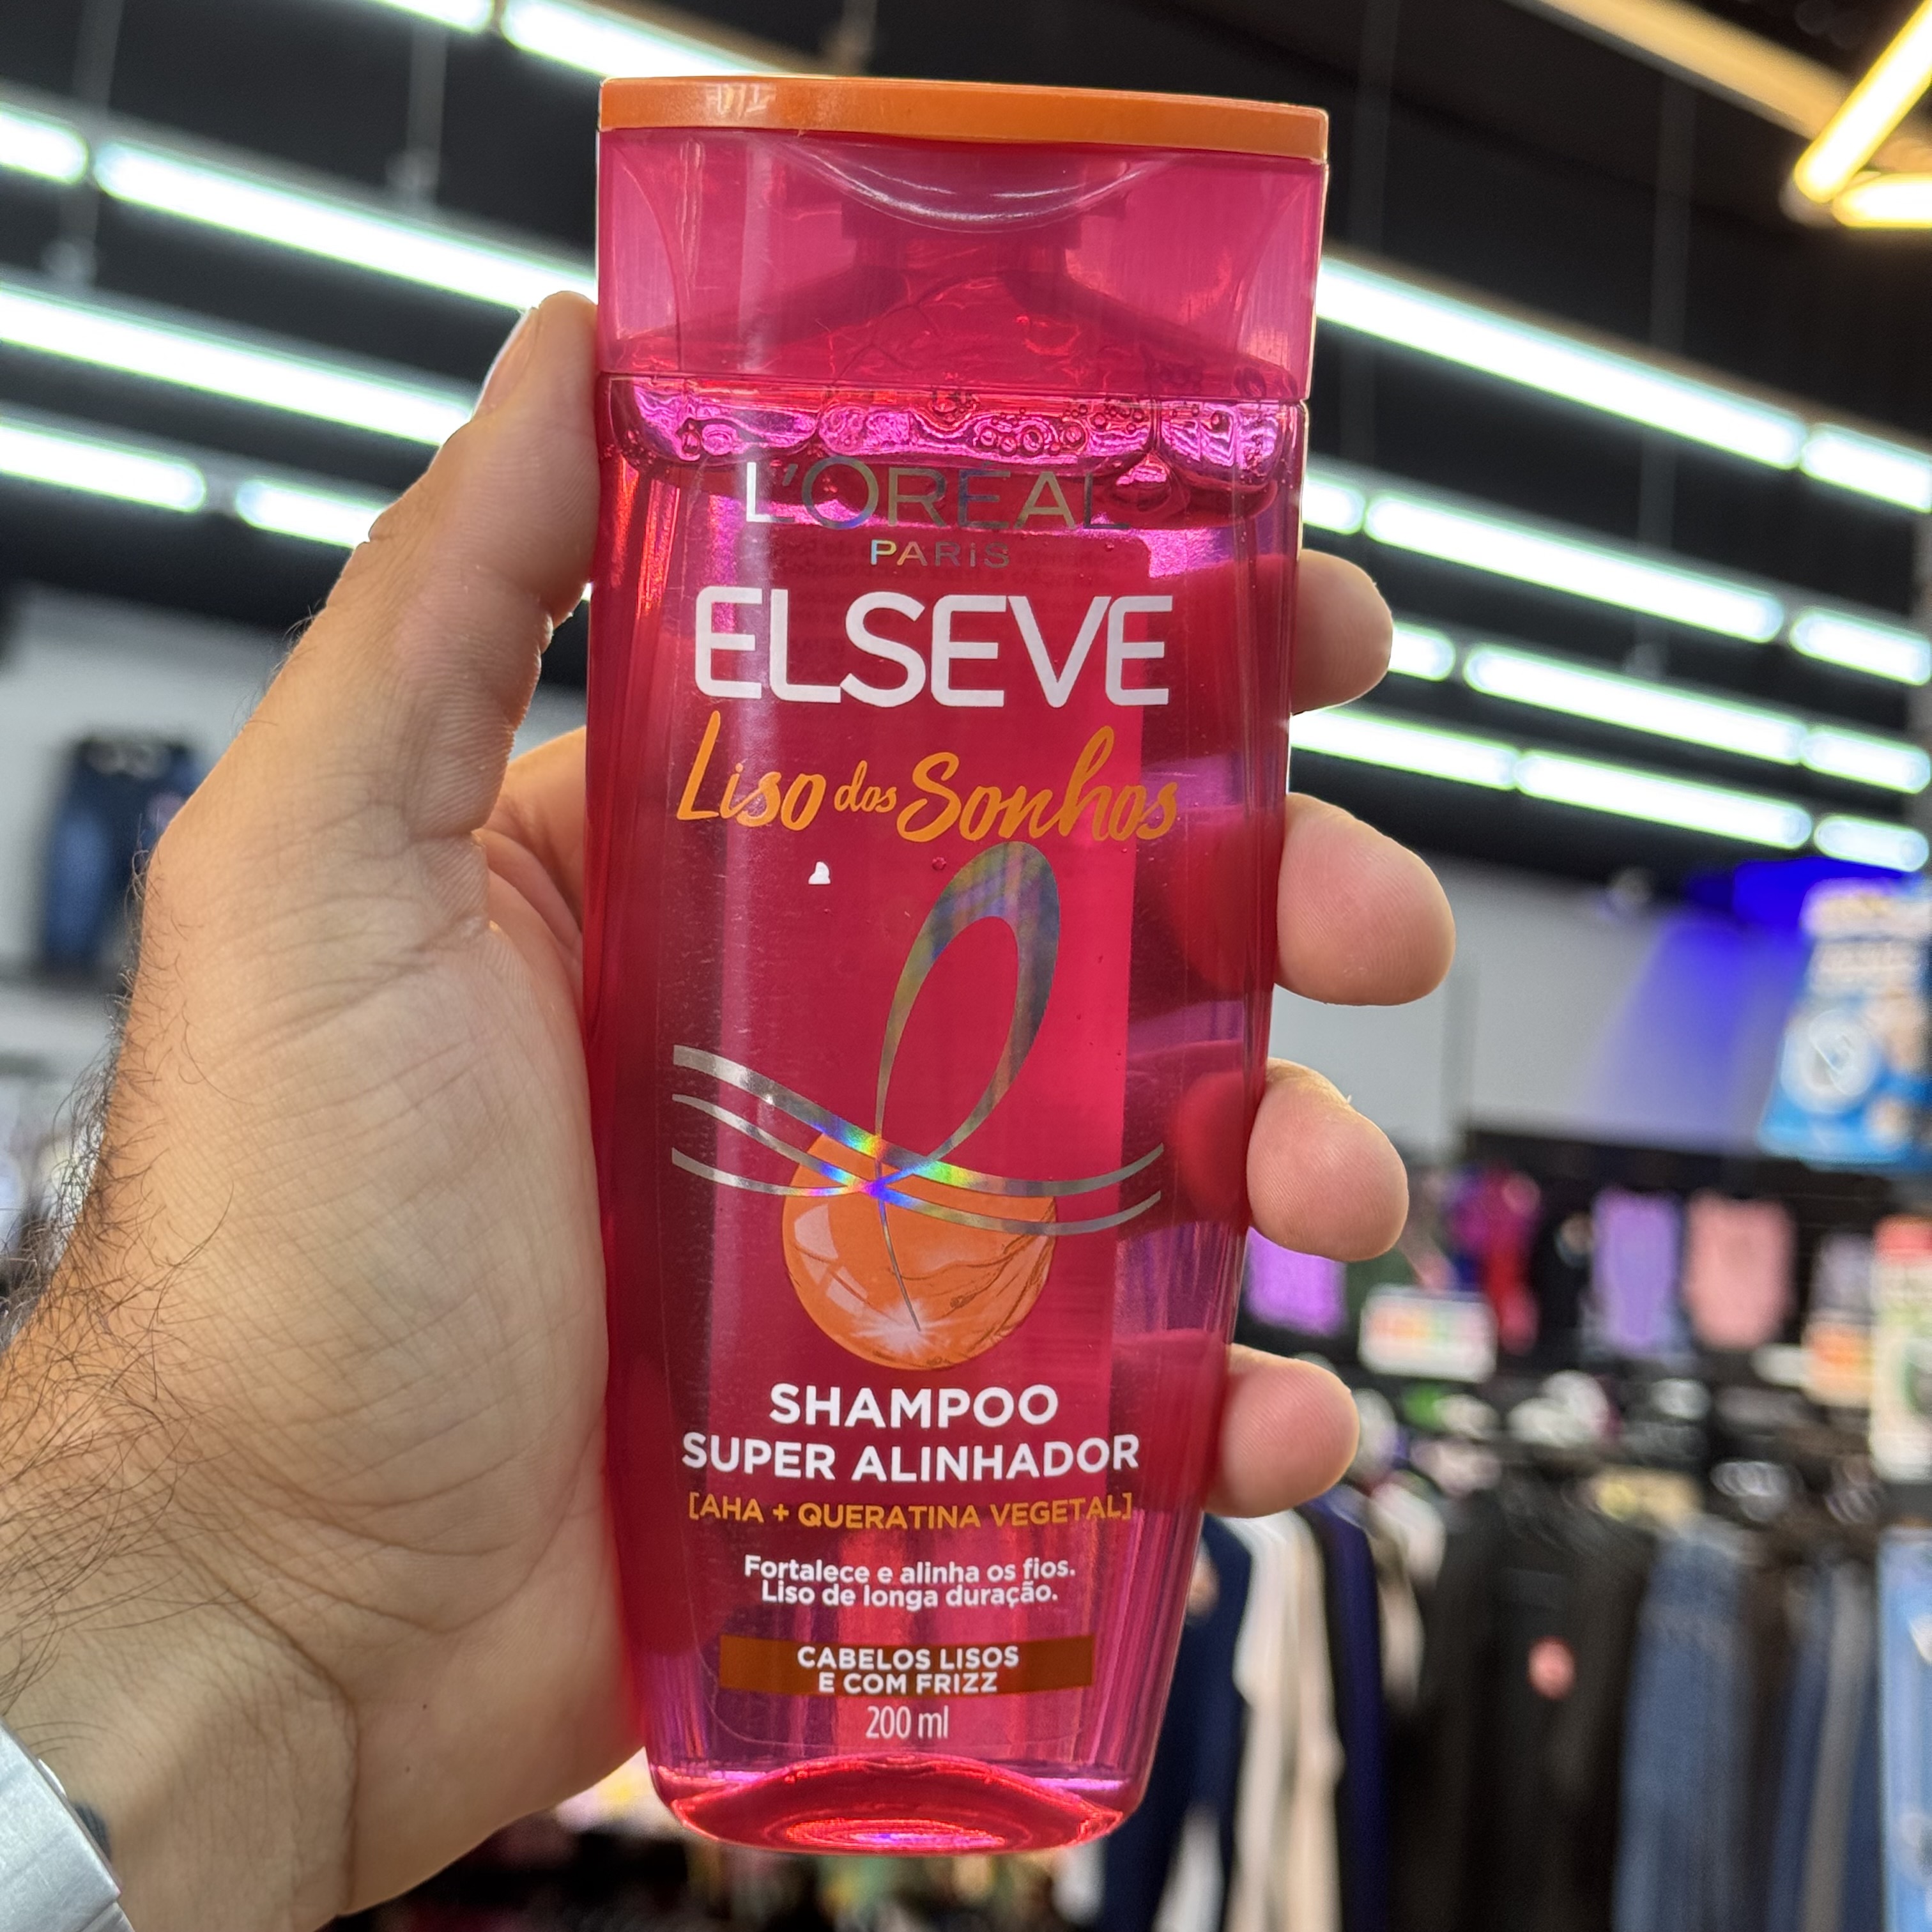 L'ORÉAL
PARIS
ELSEVE
Liso dos Sonhos
SHAMPOO
SUPER ALINHADOR
[AHA + QUERATINA VEGETAL]
Fortalece e alinha os fios.
Liso de longa duração.
CABELOS LISOS
E COM FRIZZ
200 ml